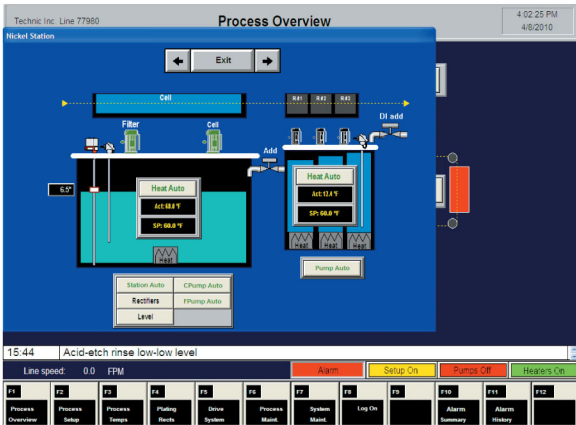 Technic Inc. Line 77980
Process Overview
4:02:25 PM
4/8/2010
Nickel Station
Exit
Cell
R#1 R#2 R#3
DI add
Filter
Cell
Add
6.5"
Heat Auto
SP: 60.0 °F
Heat
Heat Auto
SP: 60.0 °F
Heat Heat Heat
Pump Auto
Station Auto CPump Auto
Rectifiers FPump Auto
Level
15:44 Acid-etch rinse low-low level
Line speed: 0.0 FPM
Alarm
Setup On
Pumps Off
Heaters On
F1 F2 F3 F4 F5 F6 F7 F8 F9 F10 F11 F12
Process Overview
Process Setup
Process Temps
Plating Rects
Drive System
Process Maint.
System Maint.
Log On
Alarm Summary
Alarm History